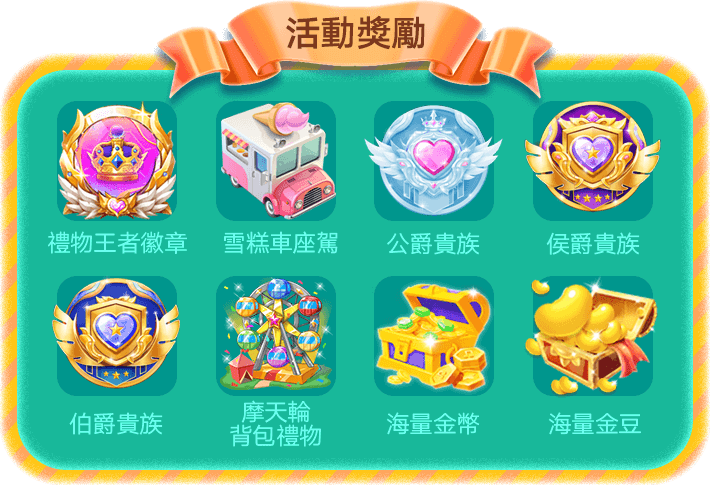 活動獎勵
禮物王者徽章
雪糕車座駕
公爵貴族
侯爵貴族
伯爵貴族
摩天輪
背包禮物
海量金幣
海量金豆